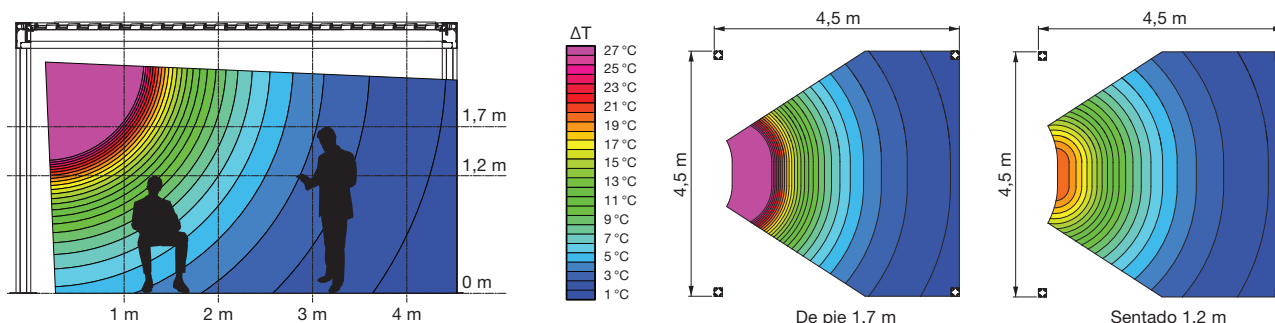 1,7 m
1,2 m
0 m
1 m
2 m
3 m
4 m
ΔT
27 °C
25 °C
23 °C
21 °C
19 °C
17 °C
15 °C
13 °C
11 °C
9 °C
7 °C
5 °C
3 °C
1 °C
4,5 m
4,5 m
De pie 1.7 m
4,5 m
4,5 m
Sentado 1.2 m